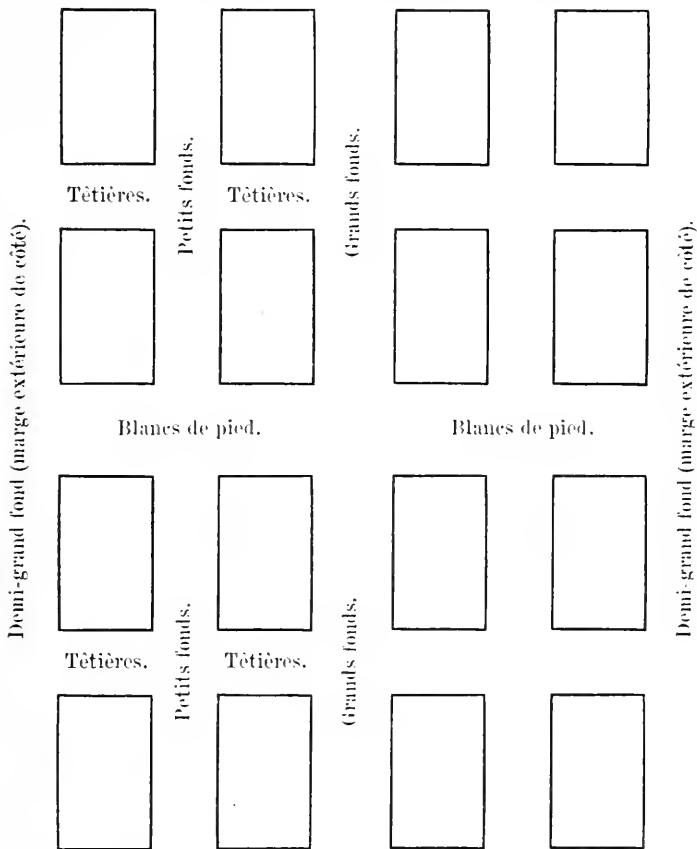 Têtières.
Têtières.
Petits fonds.
Grands fonds.
Demi-grand fond (marge extérieure de côté).
Demi-grand fond (marge extérieure de côté).
Blancs de pied.
Blancs de pied.
Têtières.
Têtières.
Petits fonds.
Grands fonds.